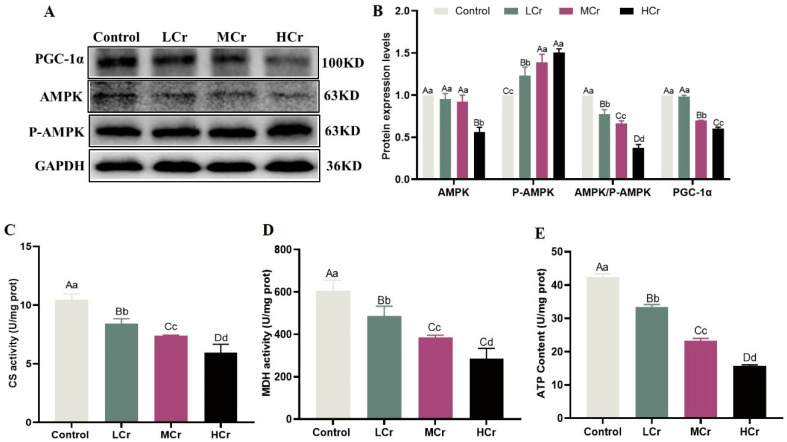 A
Control LCr MCr HCr
PGC-1α 100KD
AMPK 63KD
P-AMPK 63KD
GAPDH 36KD
B
Control LCr MCr HCr
Protein expression levels
2.0
1.5
1.0
0.5
0.0
Aa Aa Aa Bb
Cc Bb Aa Aa
Aa Bb Cc Dd
Aa Aa Bb Cc
AMPK P-AMPK AMPK/P-AMPK PGC-1α
C
CS activity (U/mg prot)
15
10
5
0
Aa Bb Cc Dd
Control LCr MCr HCr
D
MDH activity (U/mg prot)
800
600
400
200
0
Aa Bb Cc Cd
Control LCr MCr HCr
E
ATP Content (U/mg prot)
50
40
30
20
10
0
Aa Bb Cc Dd
Control LCr MCr HCr